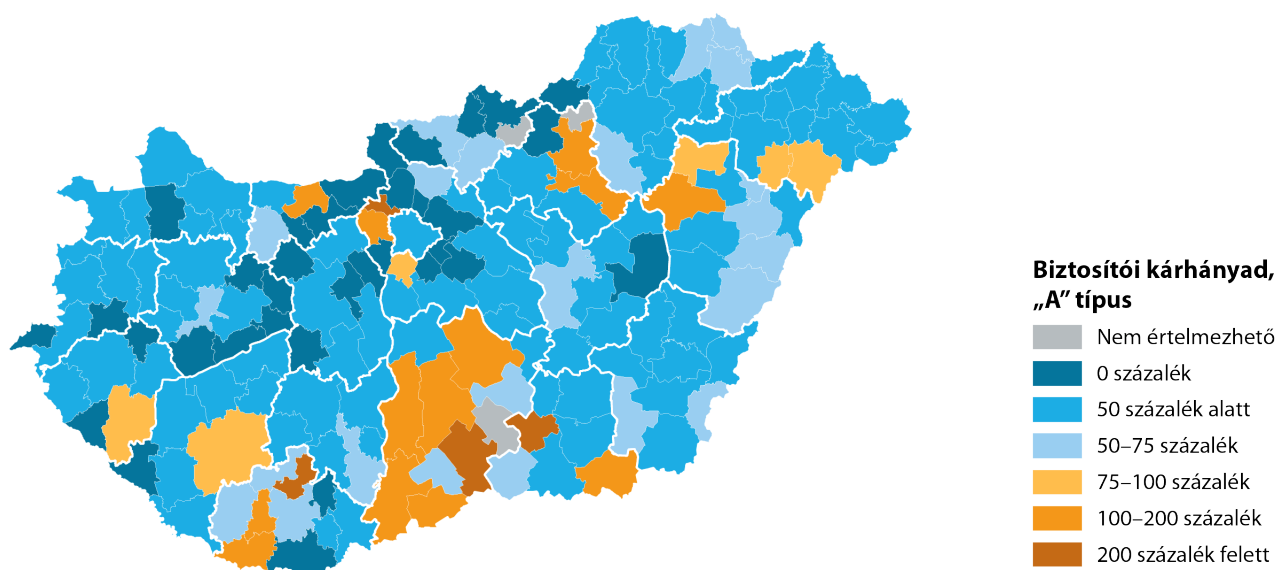 Biztosítói kárhányad,
„A” típus
Nem értelmezhető
0 százalék
50 százalék alatt
50–75 százalék
75–100 százalék
100–200 százalék
200 százalék felett